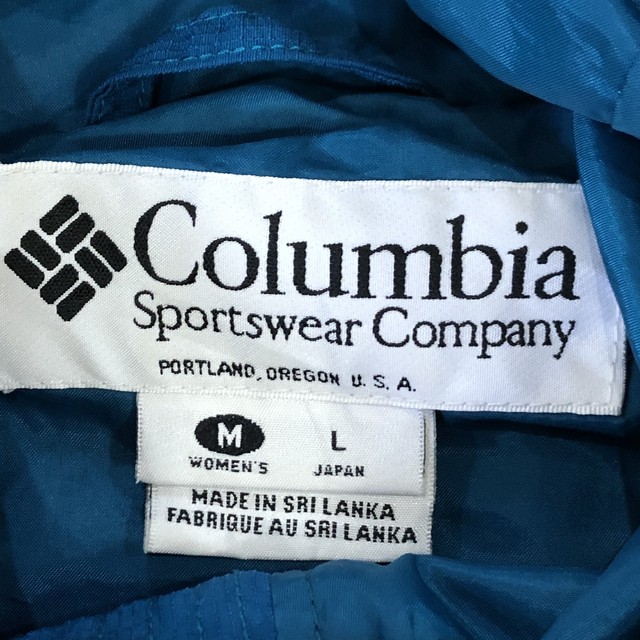 Columbia
Sportswear Company
PORTLAND, OREGON U.S.A.
M L
WOMEN'S JAPAN
MADE IN SRI LANKA
FABRIQUE AU SRI LANKA